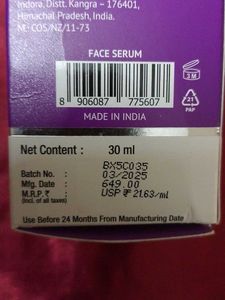 Indora, Distt. Kangra – 176401,
Himachal Pradesh, India.
M. COS/NZ/11-73
FACE SERUM
8 906087 775607
3 M
21
PAP
MADE IN INDIA
Net Content : 30 ml
Batch No. : BX5C035
Mfg. Date : 03/2025
M.R.P.₹ : 649.00
(Incl. of all taxes) USP ₹ 21.63/ml
Use Before 24 Months From Manufacturing Date